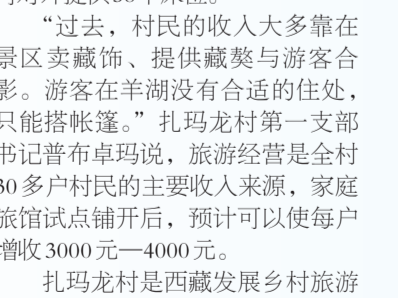 “过去，村民的收入大多靠在
景区卖藏饰、提供藏獒与游客合
影。游客在羊湖没有合适的住处，
只能搭帐篷。”扎玛龙村第一支部
书记普布卓玛说，旅游经营是全村
30多户村民的主要收入来源，家庭
旅馆试点铺开后，预计可以使每户
增收3000元—4000元。
扎玛龙村是西藏发展乡村旅游